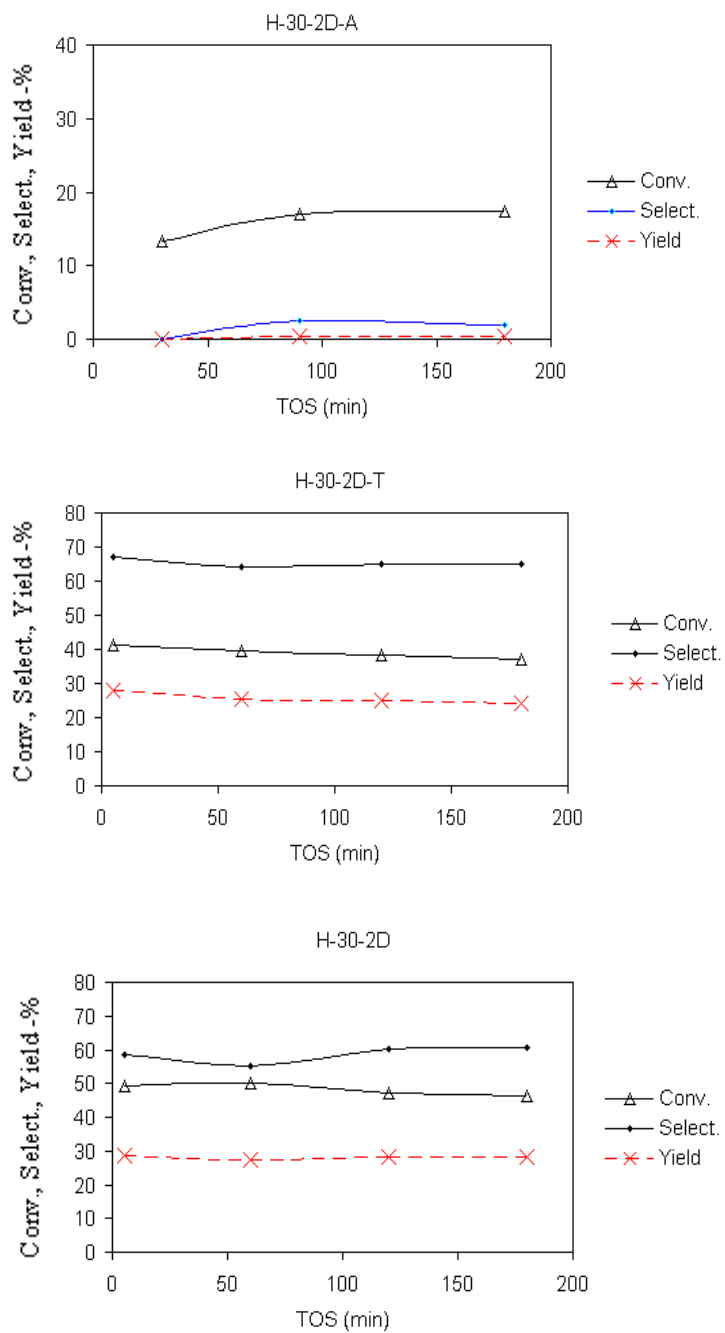 H-30-2D-A
Conv., Select., Yield -%
40
30
20
10
0
0 50 100 150 200
TOS (min)
Conv.
Select.
Yield
H-30-2D-T
Conv., Select., Yield -%
80
70
60
50
40
30
20
10
0
0 50 100 150 200
TOS (min)
Conv.
Select.
Yield
H-30-2D
Conv., Select., Yield -%
80
70
60
50
40
30
20
10
0
0 50 100 150 200
TOS (min)
Conv.
Select.
Yield